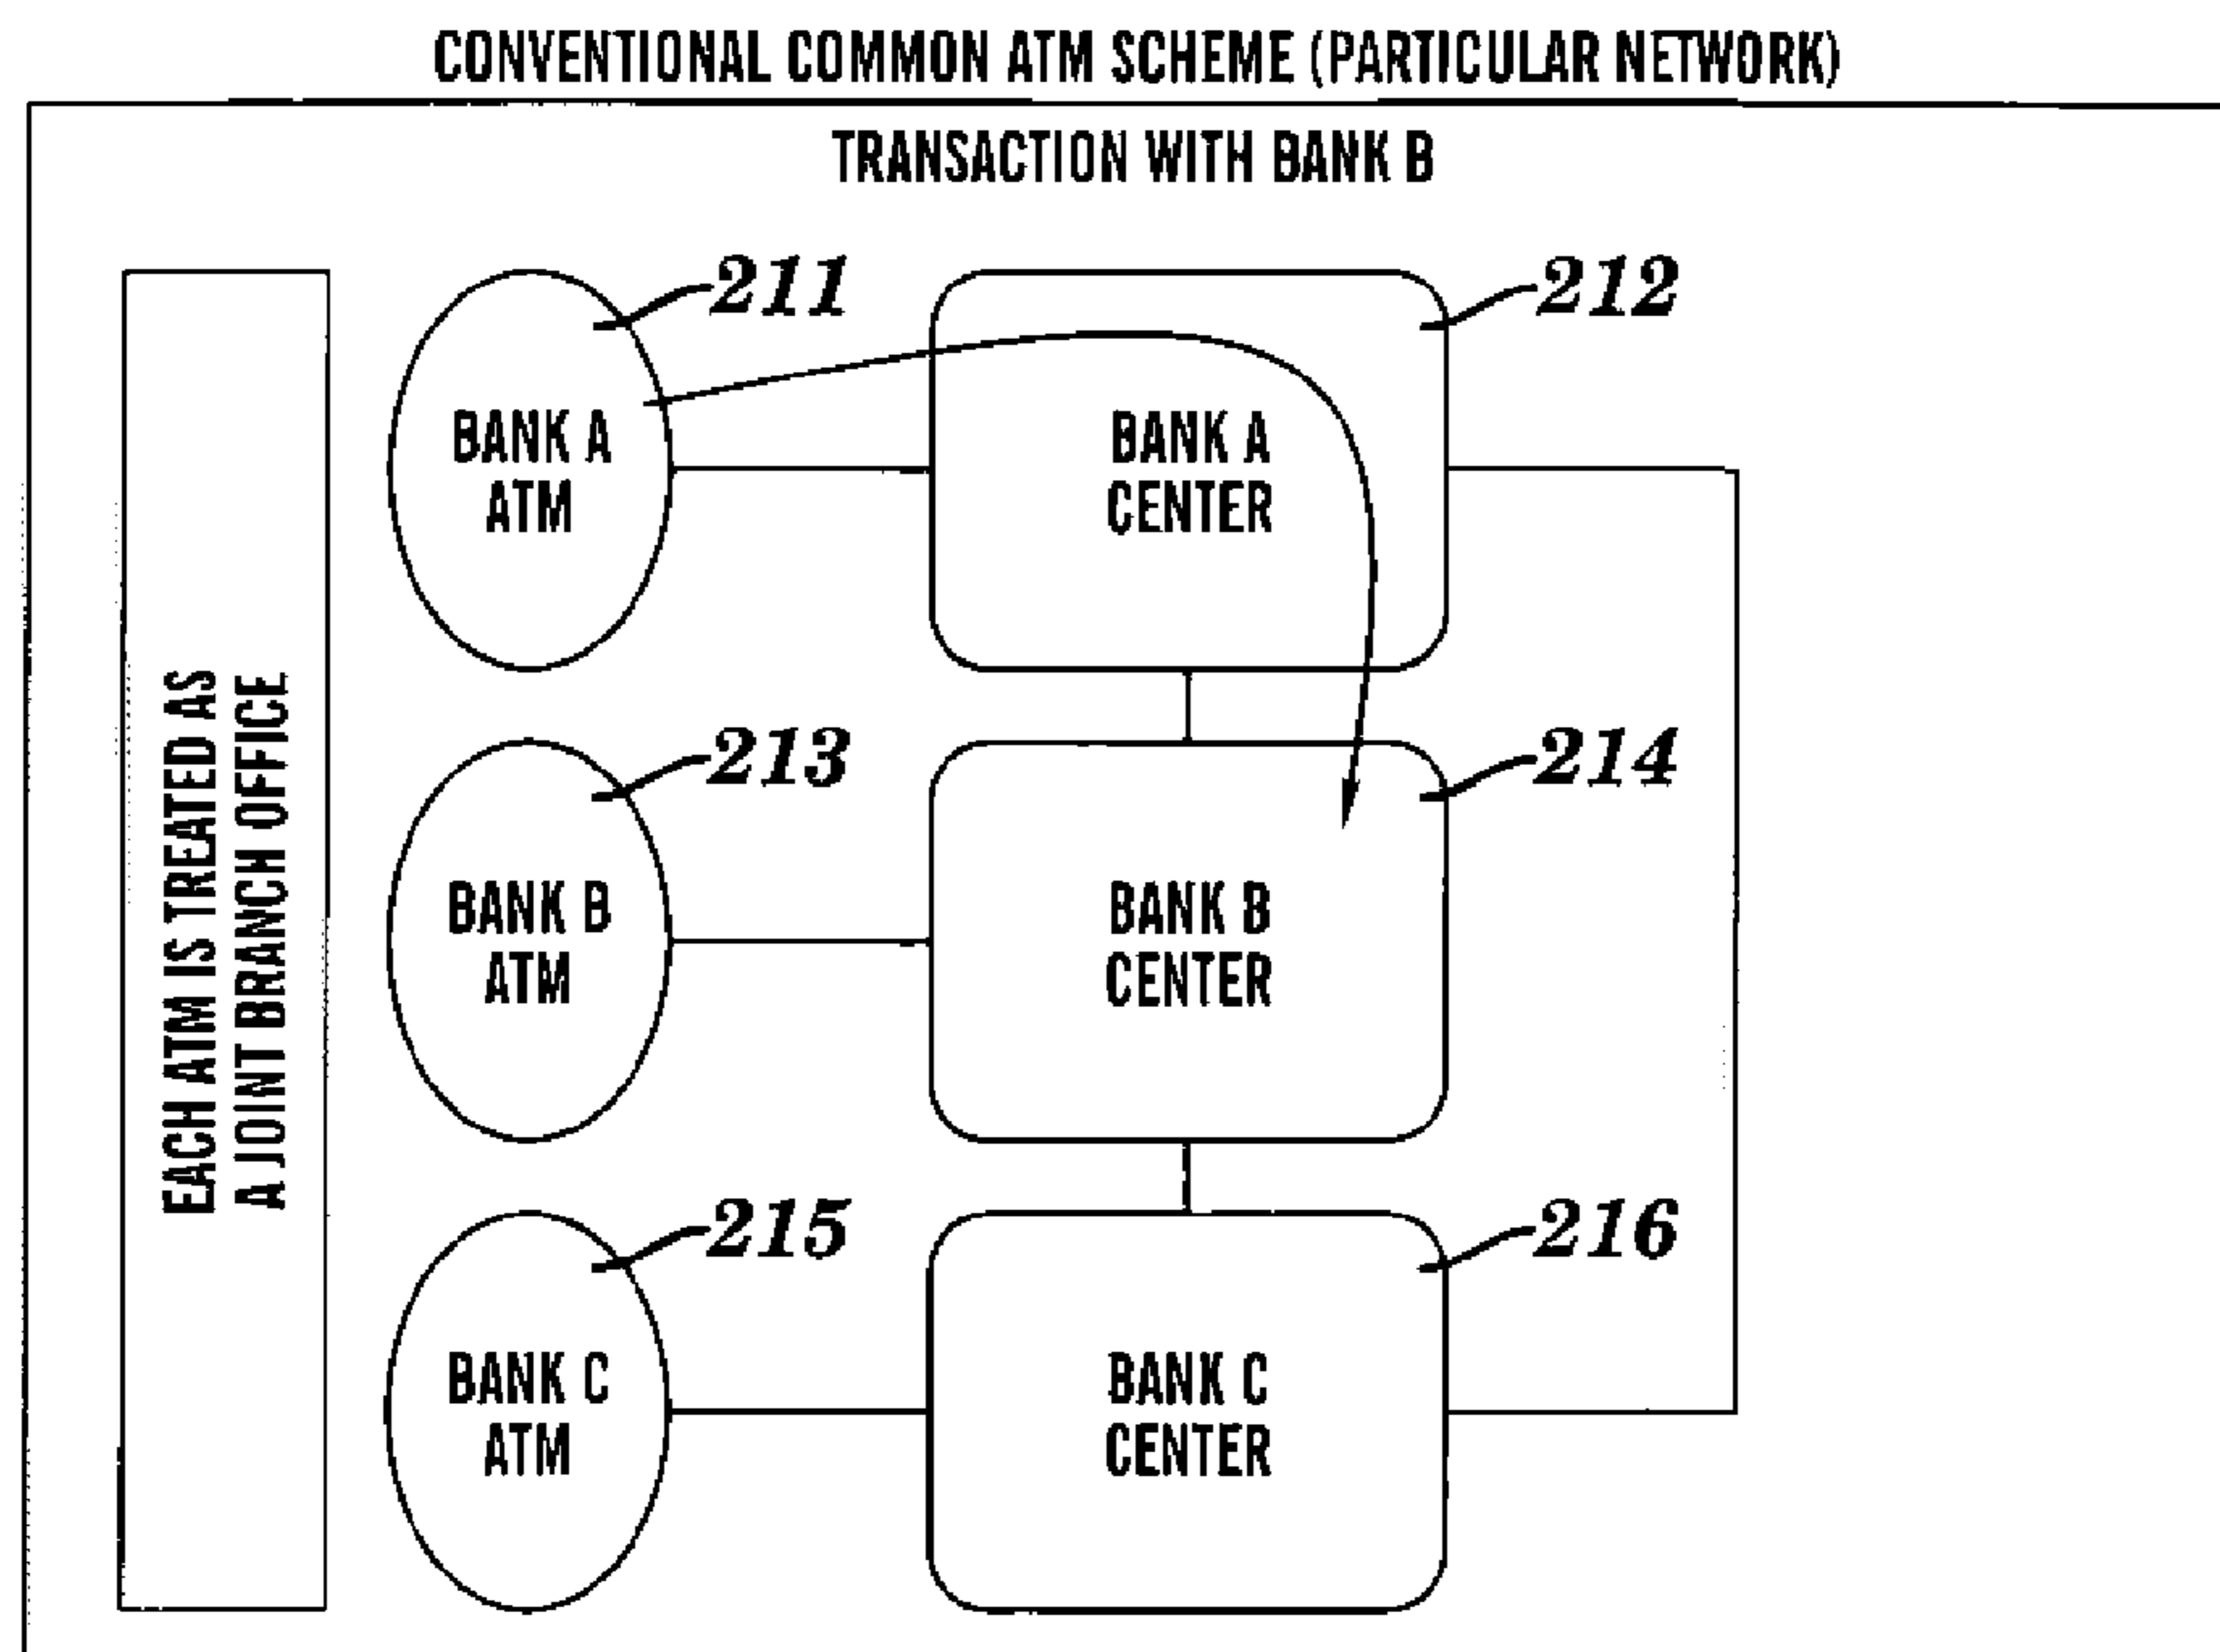 CONVENTIONAL COMMON ATM SCHEME (PARTICULAR NETWORK)
TRANSACTION WITH BANK B
EACH ATM IS TREATED AS
A JOINT BRANCH OFFICE
211
BANK A
ATM
212
BANK A
CENTER
213
BANK B
ATM
214
BANK B
CENTER
215
BANK C
ATM
216
BANK C
CENTER